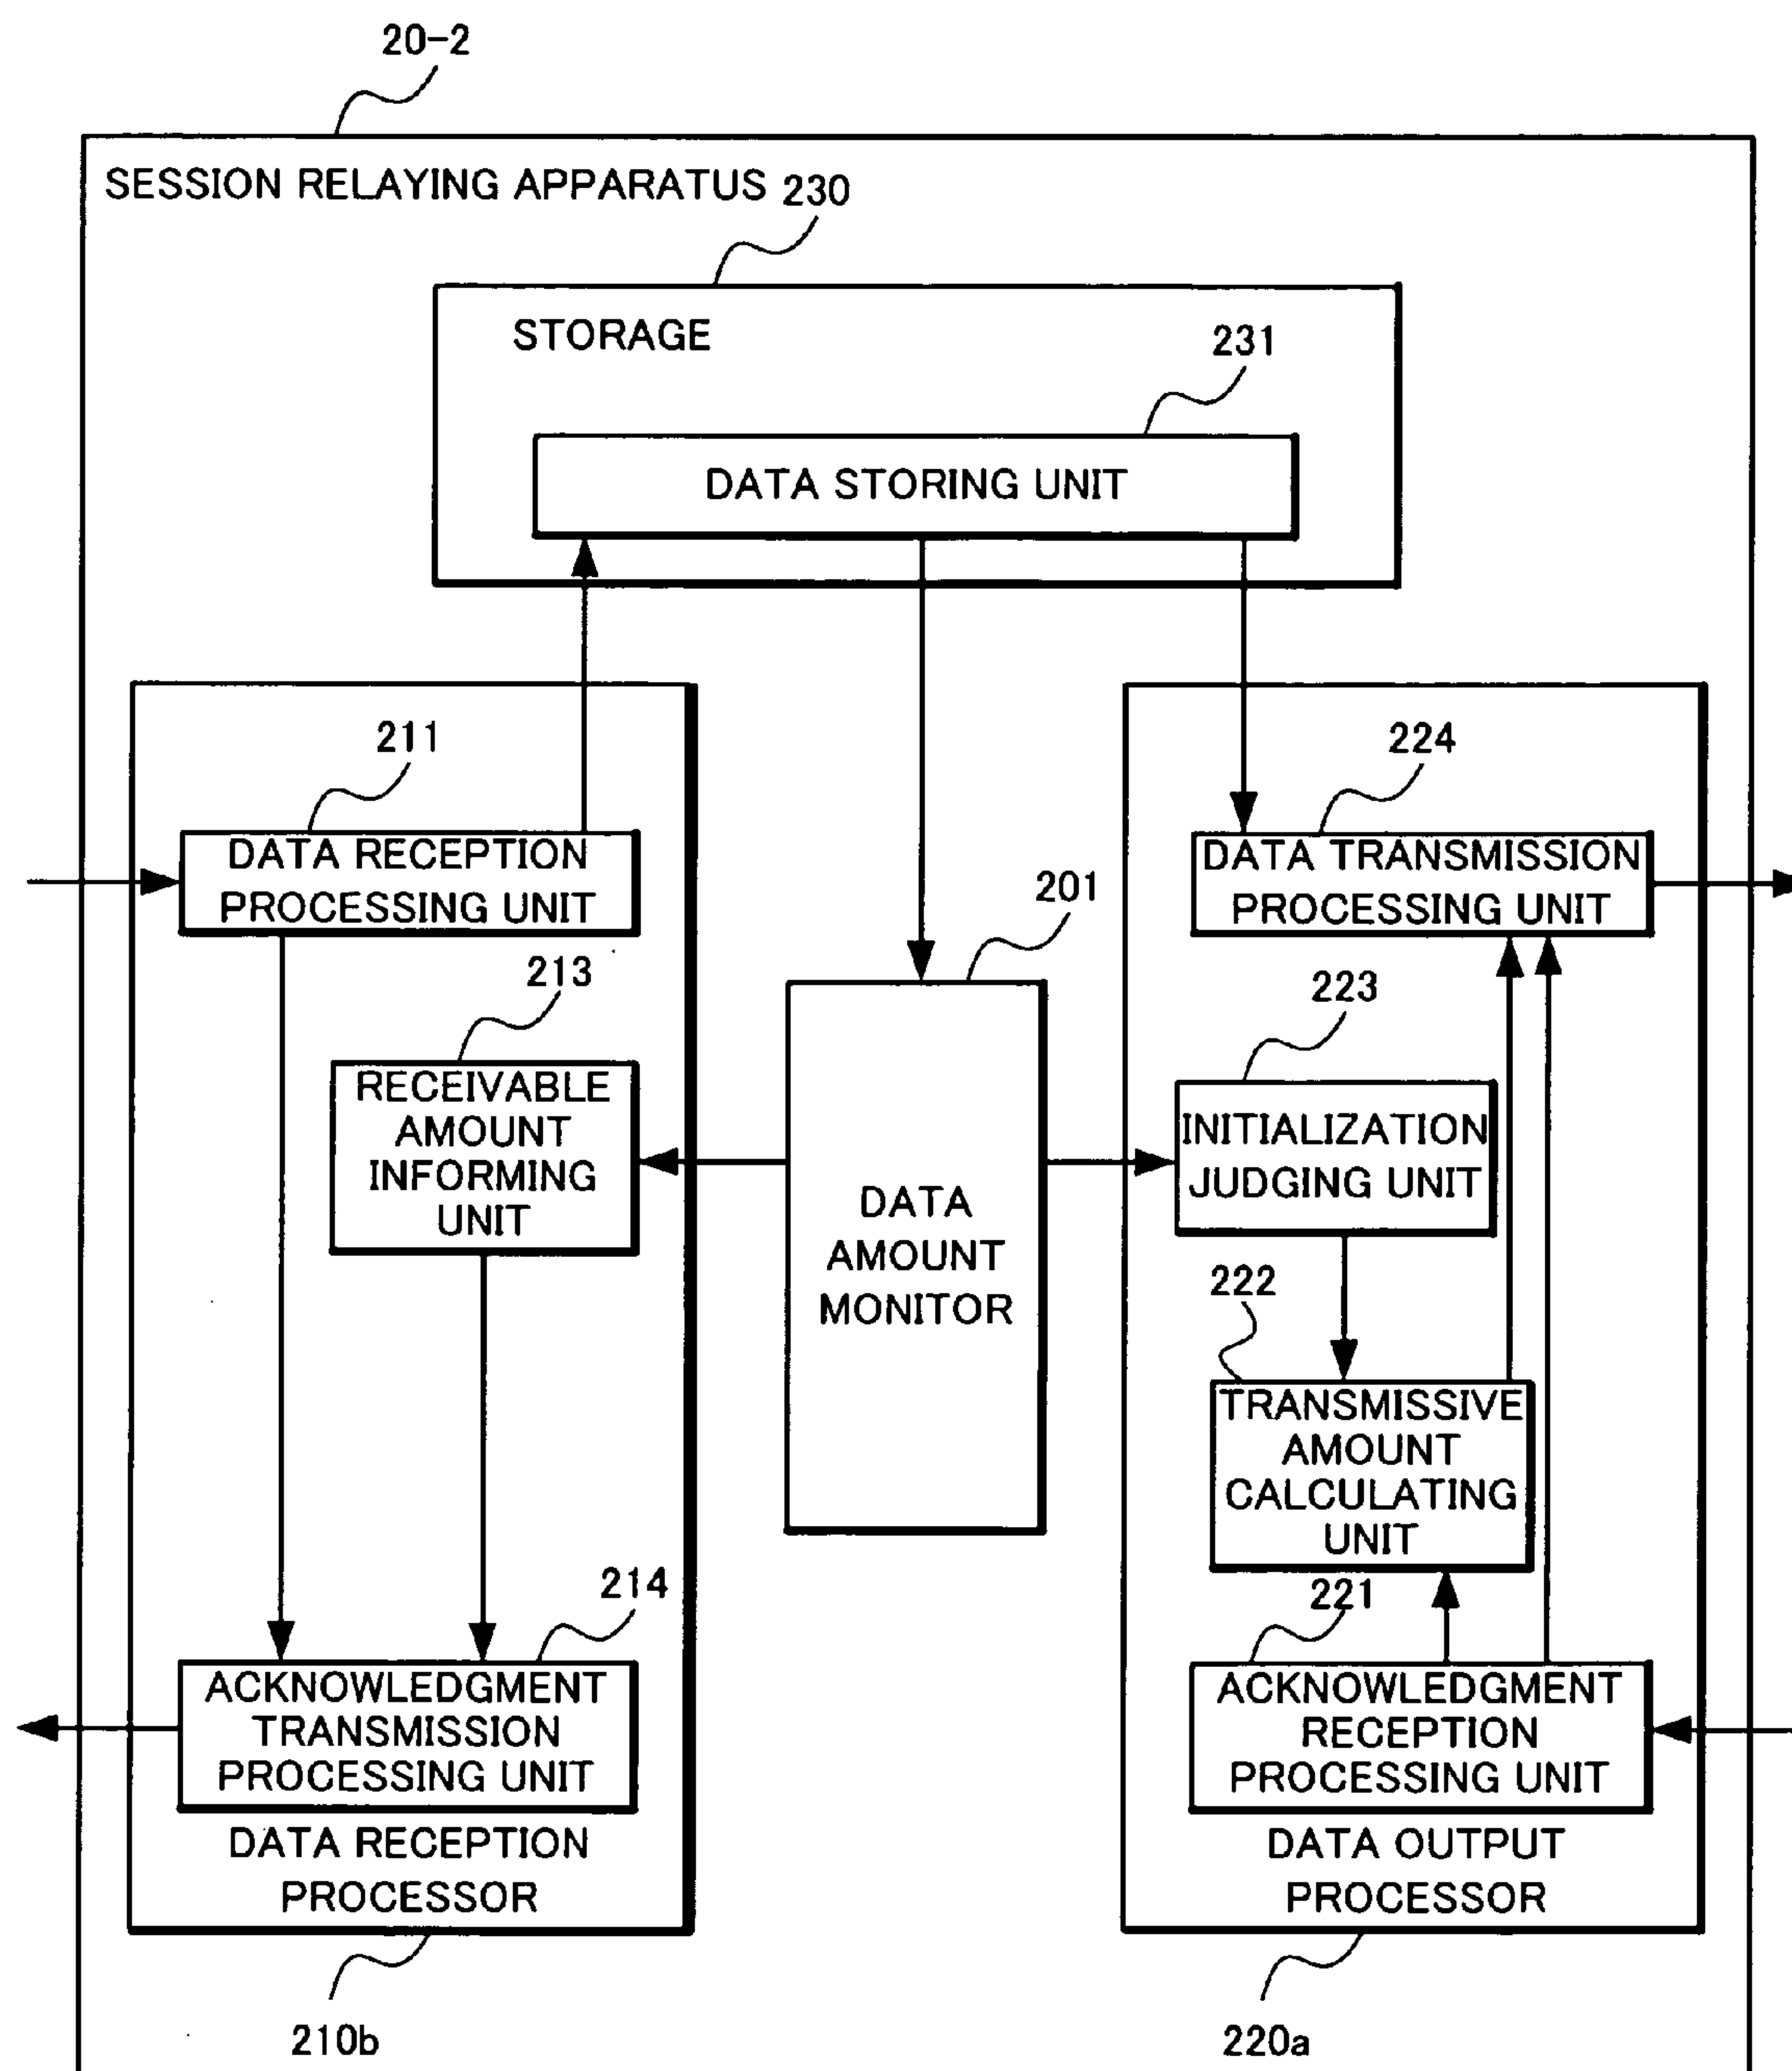 20-2
SESSION RELAYING APPARATUS
230
STORAGE
231
DATA STORING UNIT
211
DATA RECEPTION
PROCESSING UNIT
224
DATA TRANSMISSION
PROCESSING UNIT
201
213
RECEIVABLE
AMOUNT
INFORMING
UNIT
DATA
AMOUNT
MONITOR
223
INITIALIZATION
JUDGING UNIT
222
TRANSMISSIVE
AMOUNT
CALCULATING
UNIT
214
ACKNOWLEDGMENT
TRANSMISSION
PROCESSING UNIT
221
ACKNOWLEDGMENT
RECEPTION
PROCESSING UNIT
DATA RECEPTION
PROCESSOR
DATA OUTPUT
PROCESSOR
210b
220a